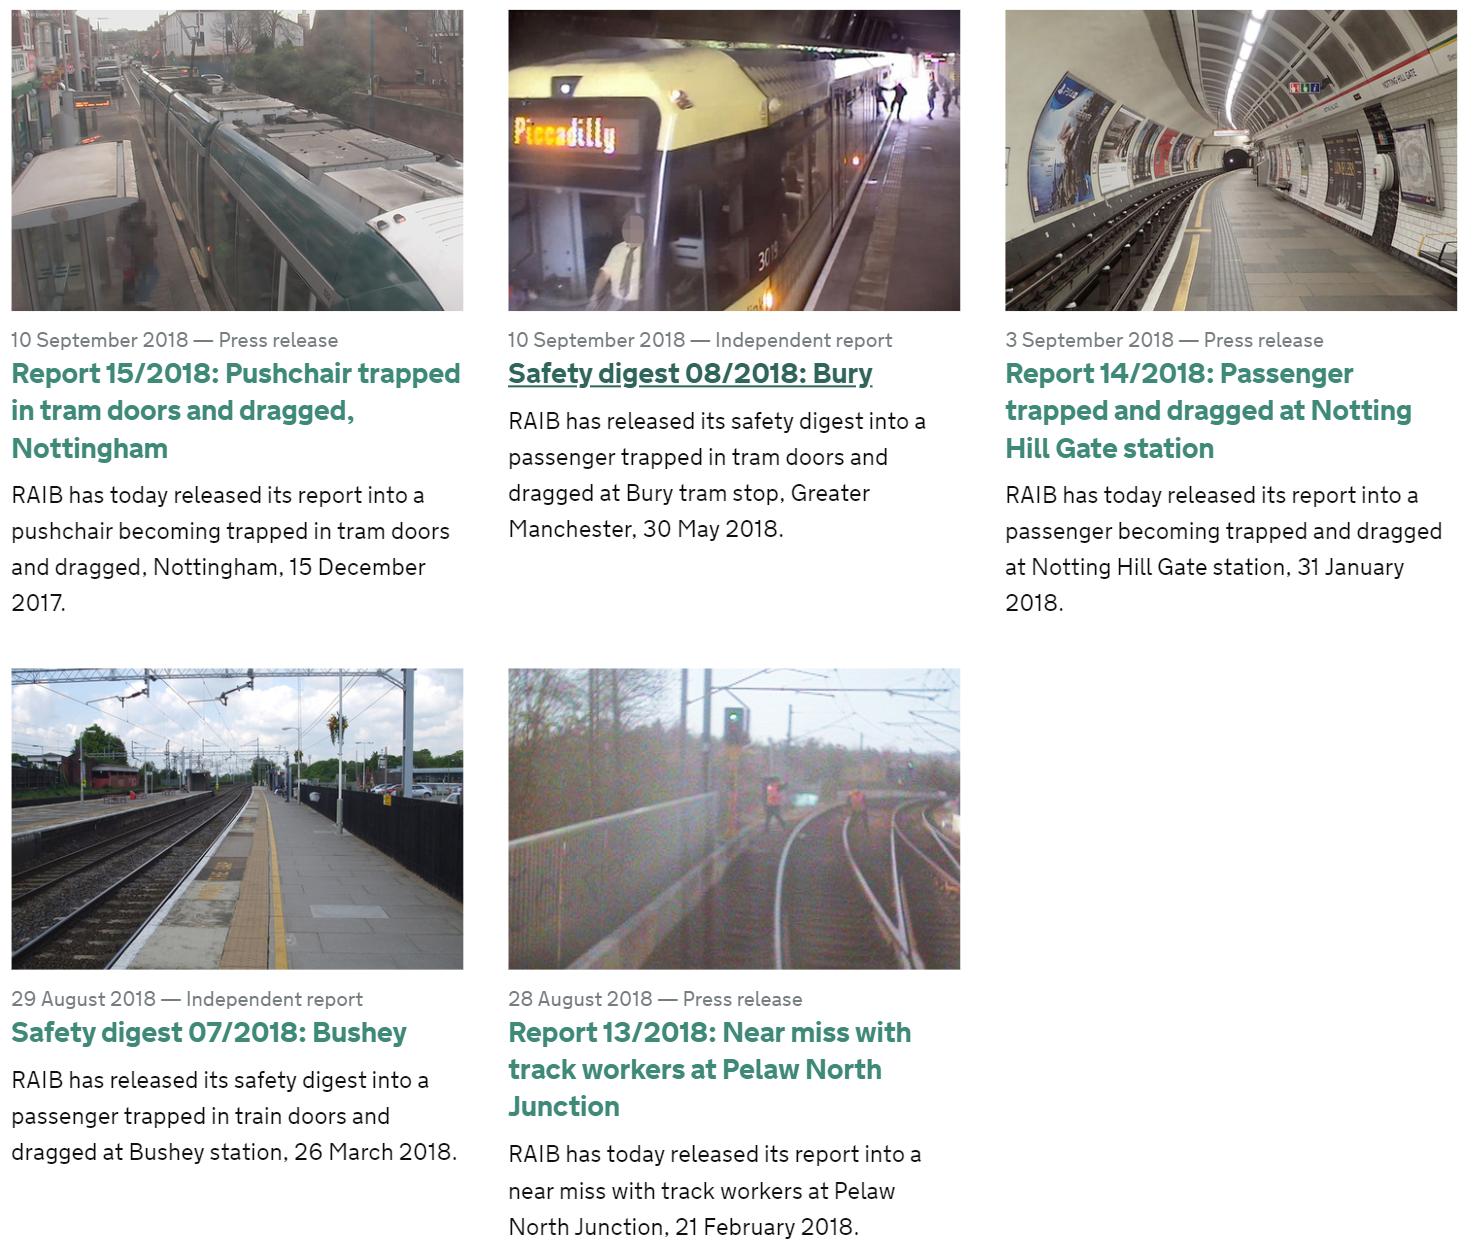 Piccadilly
3019
NOTTING HILL GATE
10 September 2018 — Press release
Report 15/2018: Pushchair trapped
in tram doors and dragged,
Nottingham
RAIB has today released its report into a
pushchair becoming trapped in tram doors
and dragged, Nottingham, 15 December
2017.
10 September 2018 — Independent report
Safety digest 08/2018: Bury
RAIB has released its safety digest into a
passenger trapped in tram doors and
dragged at Bury tram stop, Greater
Manchester, 30 May 2018.
3 September 2018 — Press release
Report 14/2018: Passenger
trapped and dragged at Notting
Hill Gate station
RAIB has today released its report into a
passenger becoming trapped and dragged
at Notting Hill Gate station, 31 January
2018.
29 August 2018 — Independent report
Safety digest 07/2018: Bushey
RAIB has released its safety digest into a
passenger trapped in train doors and
dragged at Bushey station, 26 March 2018.
28 August 2018 — Press release
Report 13/2018: Near miss with
track workers at Pelaw North
Junction
RAIB has today released its report into a
near miss with track workers at Pelaw
North Junction, 21 February 2018.